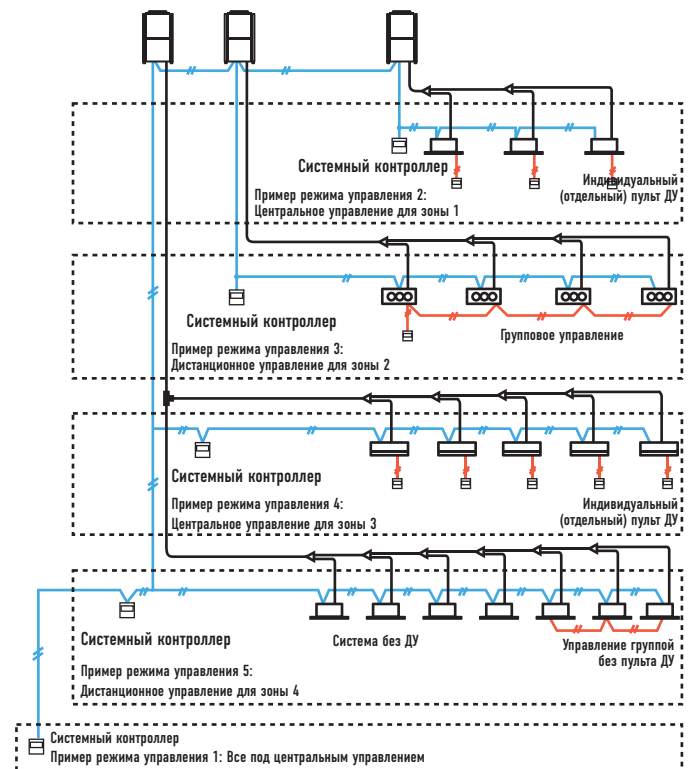 Системный контроллер
Индивидуальный
(отдельный) пульт ДУ
Пример режима управления 2:
Центральное управление для зоны 1
Системный контроллер
Групповое управление
Пример режима управления 3:
Дистанционное управление для зоны 2
Системный контроллер
Пример режима управления 4:
Центральное управление для зоны 3
Индивидуальный
(отдельный) пульт ДУ
Системный контроллер
Система без ДУ
Управление группой
без пульта ДУ
Пример режима управления 5:
Дистанционное управление для зоны 4
Системный контроллер
Пример режима управления 1: Все под центральным управлением